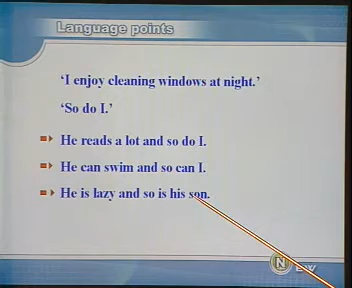 Language points
‘I enjoy cleaning windows at night.’
‘So do I.’
He reads a lot and so do I.
He can swim and so can I.
He is lazy and so is his son.
N